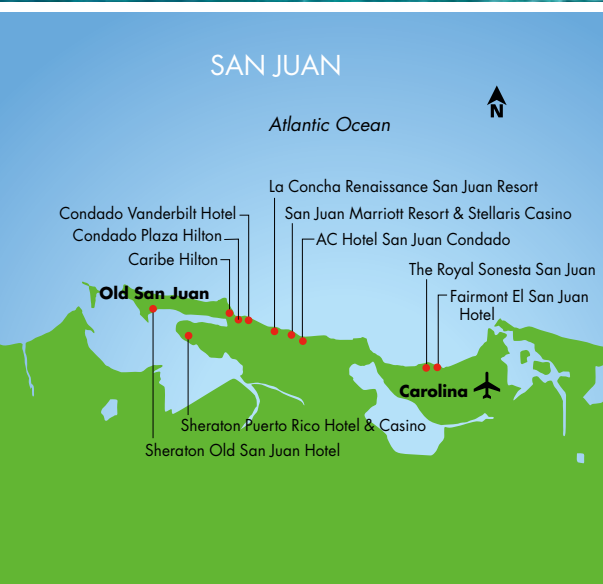 SAN JUAN
N
Atlantic Ocean
La Concha Renaissance San Juan Resort
Condado Vanderbilt Hotel
San Juan Marriott Resort & Stellaris Casino
Condado Plaza Hilton
AC Hotel San Juan Condado
Caribe Hilton
The Royal Sonesta San Juan
Old San Juan
Fairmont El San Juan
Hotel
Carolina
Sheraton Puerto Rico Hotel & Casino
Sheraton Old San Juan Hotel